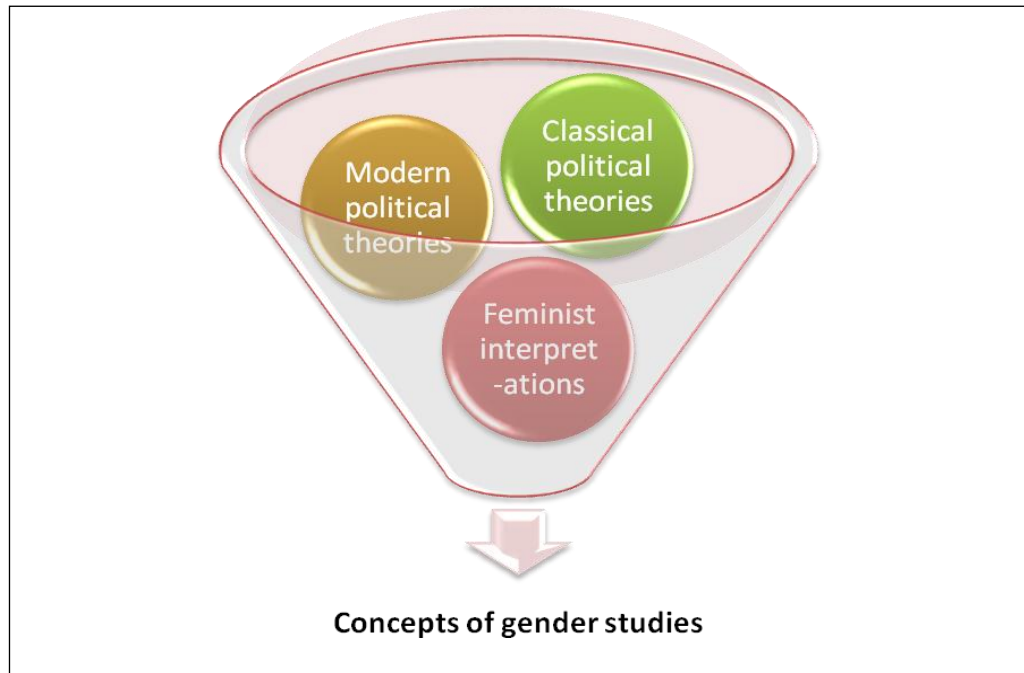 Modern
political
theories
Classical
political
theories
Feminist
interpret
-ations
Concepts of gender studies